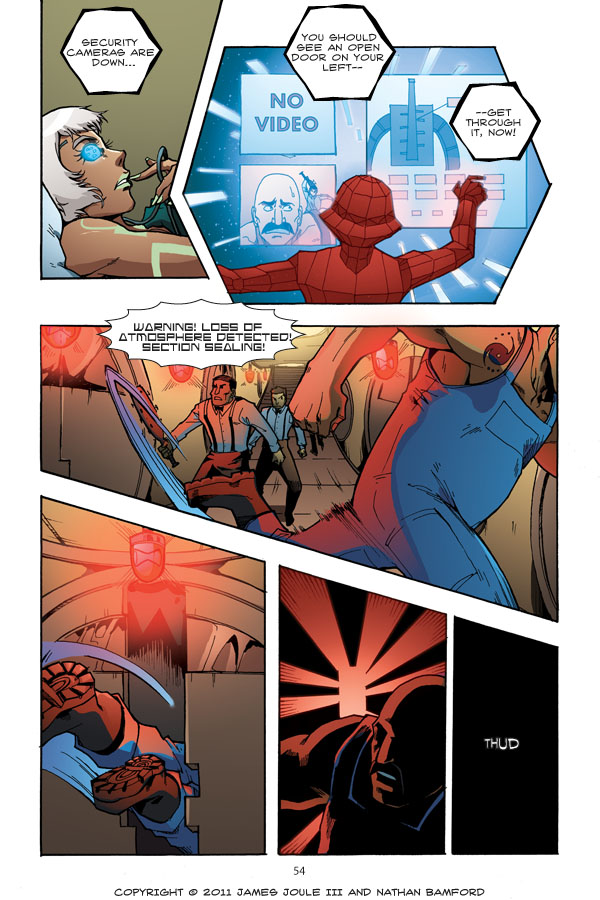 SECURITY
CAMERAS ARE
DOWN...
YOU SHOULD
SEE AN OPEN
DOOR ON YOUR
LEFT--
--GET
THROUGH
IT, NOW!
NO
VIDEO
WARNING! LOSS OF
ATMOSPHERE DETECTED!
SECTION SEALING!
THUD
54
COPYRIGHT © 2011 JAMES JOULE III AND NATHAN BAMFORD